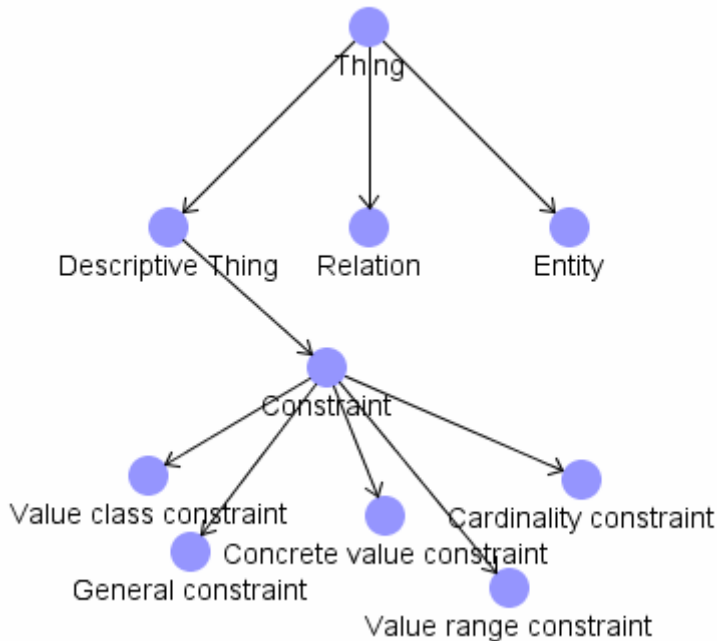 Thing
Descriptive Thing
Relation
Entity
Constraint
Value class constraint
Cardinality constraint
Concrete value constraint
General constraint
Value range constraint